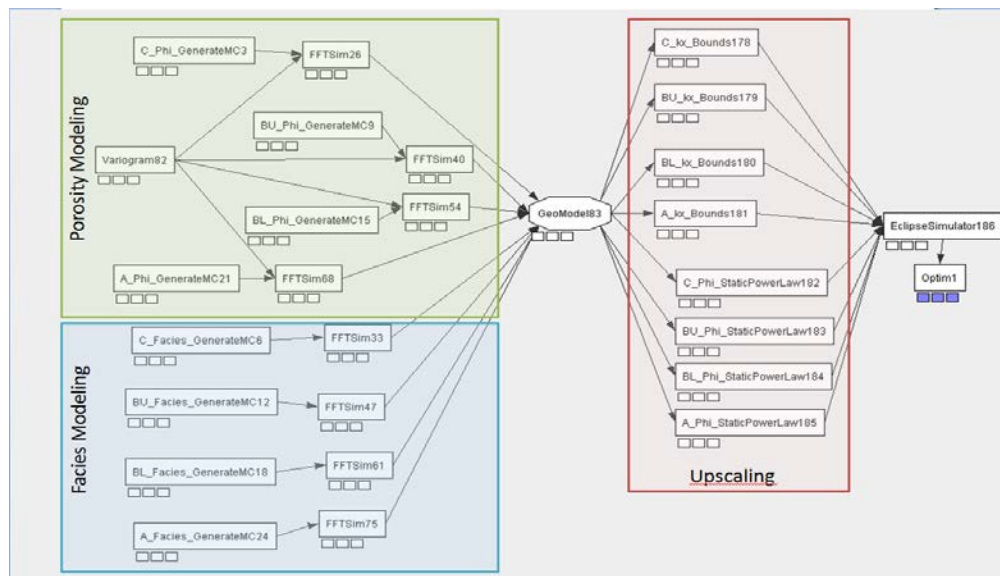 Porosity Modeling
C_Phi_GenerateMC3
FFTSim26
BU_Phi_GenerateMC9
Variogram82
FFTSim40
FFTSim54
BL_Phi_GenerateMC15
A_Phi_GenerateMC21
FFTSim68
Facies Modeling
C_Facies_GenerateMC6
FFTSim33
BU_Facies_GenerateMC12
FFTSim47
BL_Facies_GenerateMC18
FFTSim61
A_Facies_GenerateMC24
FFTSim75
GeoModel83
C_kx_Bounds178
BU_kx_Bounds179
BL_kx_Bounds180
A_kx_Bounds181
C_Phi_StaticPowerLaw182
BU_Phi_StaticPowerLaw183
BL_Phi_StaticPowerLaw184
A_Phi_StaticPowerLaw185
Upscaling
EclipseSimulator186
Optim1